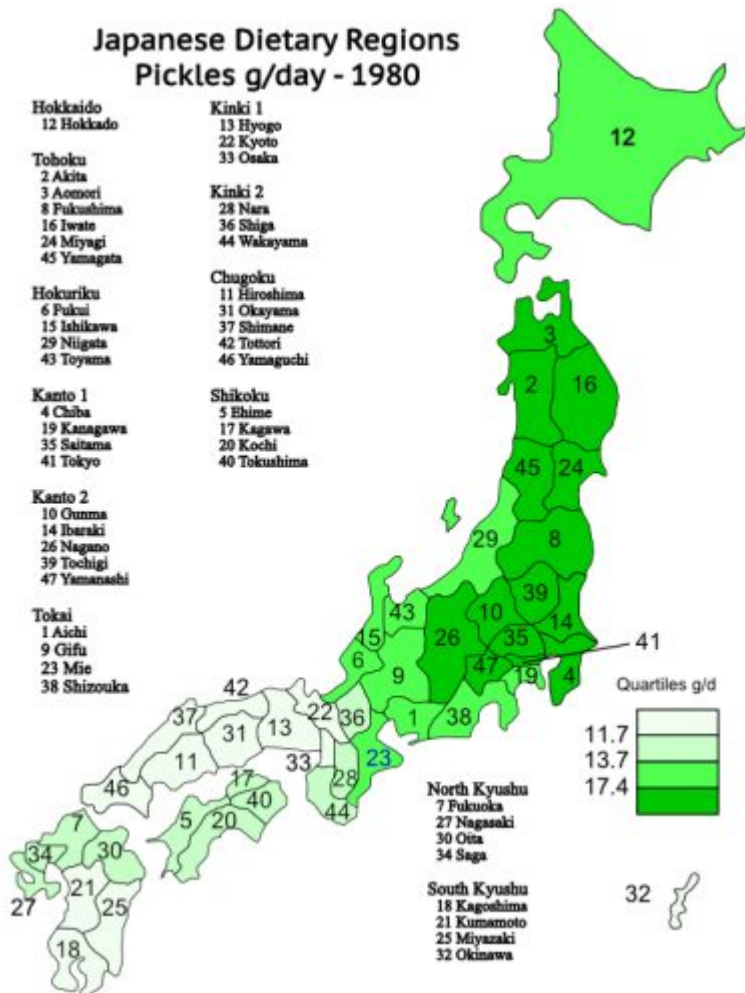 Japanese Dietary Regions
Pickles g/day - 1980
Hokkaido
12 Hokkado
Tohoku
2 Akita
3 Aomori
8 Fukushima
16 Iwate
24 Miyagi
45 Yamagata
Hokuriku
6 Fukui
15 Ishikawa
29 Niigata
43 Toyama
Kanto 1
4 Chiba
19 Kanagawa
35 Saitama
41 Tokyo
Kanto 2
10 Gunma
14 Ibaraki
26 Nagano
39 Tochigi
47 Yamanashi
Tokai
1 Aichi
9 Gifu
23 Mie
38 Shizouka
Kinki 1
13 Hyogo
22 Kyoto
33 Osaka
Kinki 2
28 Nara
36 Shiga
44 Wakayama
Chugoku
11 Hiroshima
31 Okayama
37 Shimane
42 Tottori
46 Yamaguchi
Shikoku
5 Ehime
17 Kagawa
20 Kochi
40 Tokushima
12
3
2
16
45
24
29
8
39
43
10
14
15
26
35
41
6
9
47
19
4
42
22
36
1
38
37
13
31
23
11
33
28
46
17
40
44
7
5
20
34
30
27
21
25
18
32
Quartiles g/d
11.7
13.7
17.4
North Kyushu
7 Fukuoka
27 Nagasaki
30 Oita
34 Saga
South Kyushu
18 Kagoshima
21 Kumamoto
25 Miyazaki
32 Okinawa